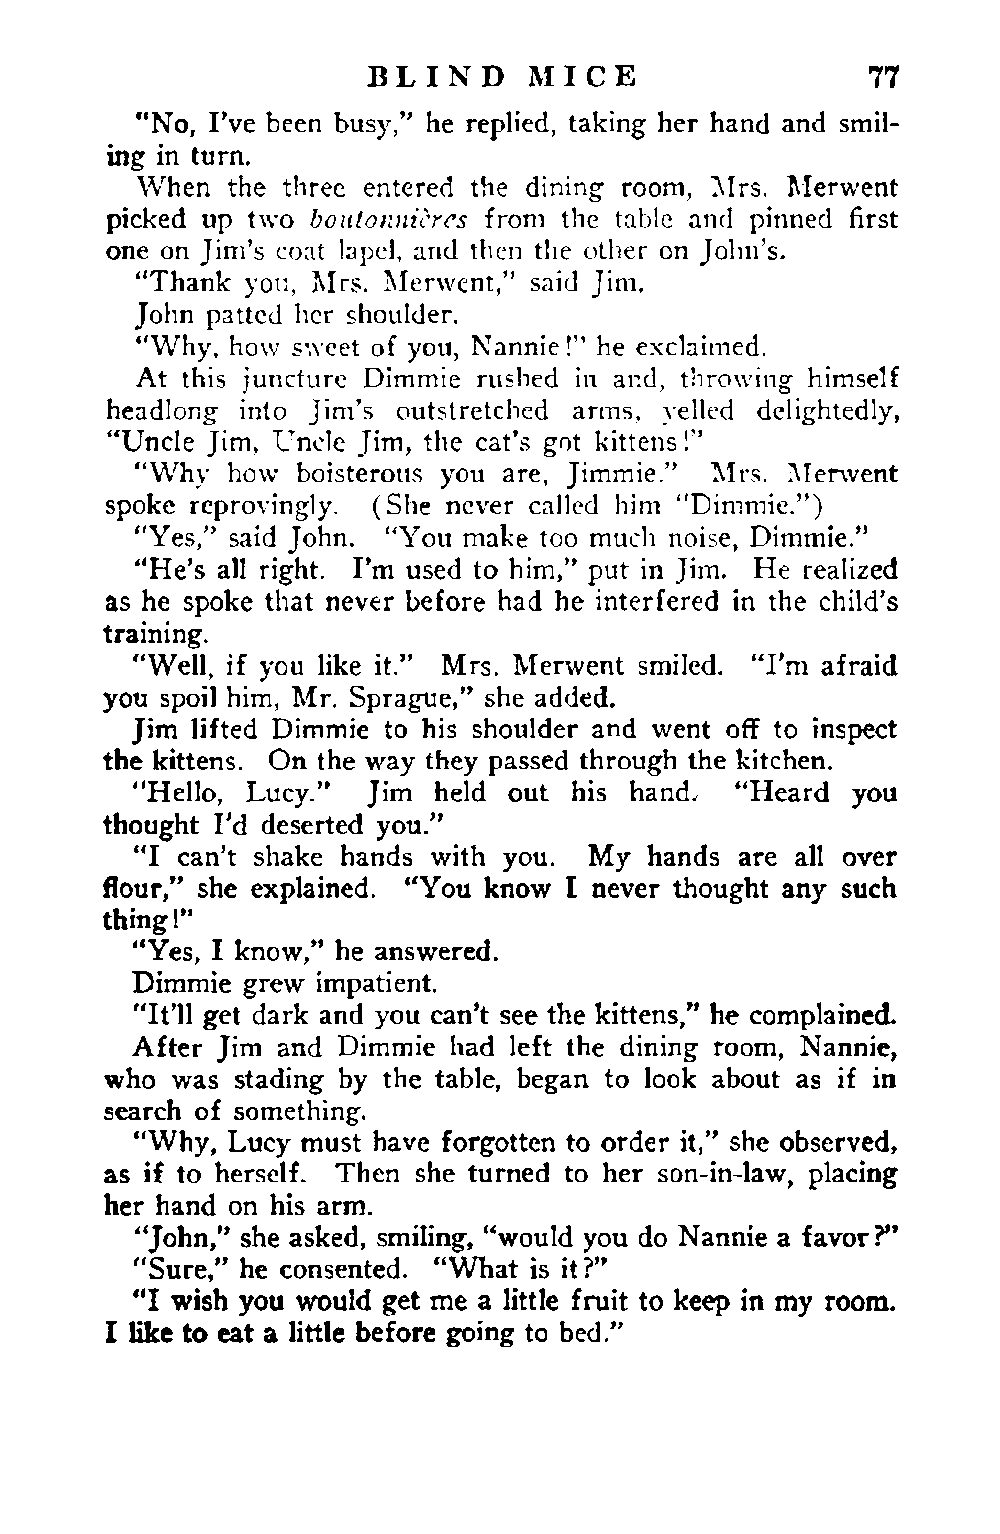 BLIND MICE 77
"No, I've been busy," he replied, taking her hand and smil-
ing in turn.
When the three entered the dining room, Mrs. Merwent
picked up two boutonnières from the table and pinned first
one on Jim's coat lapel, and then the other on John's.
"Thank you, Mrs. Merwent," said Jim.
John patted her shoulder.
"Why, how sweet of you, Nannie!" he exclaimed.
At this juncture Dimmie rushed in and, throwing himself
headlong into Jim's outstretched arms, yelled delightedly,
"Uncle Jim, Uncle Jim, the cat's got kittens!"
"Why how boisterous you are, Jimmie." Mrs. Merwent
spoke reprovingly. (She never called him "Dimmie.")
"Yes," said John. "You make too much noise, Dimmie."
"He's all right. I'm used to him," put in Jim. He realized
as he spoke that never before had he interfered in the child's
training.
"Well, if you like it." Mrs. Merwent smiled. "I'm afraid
you spoil him, Mr. Sprague," she added.
Jim lifted Dimmie to his shoulder and went off to inspect
the kittens. On the way they passed through the kitchen.
"Hello, Lucy." Jim held out his hand. "Heard you
thought I'd deserted you."
"I can't shake hands with you. My hands are all over
flour," she explained. "You know I never thought any such
thing!"
"Yes, I know," he answered.
Dimmie grew impatient.
"It'll get dark and you can't see the kittens," he complained.
After Jim and Dimmie had left the dining room, Nannie,
who was stading by the table, began to look about as if in
search of something.
"Why, Lucy must have forgotten to order it," she observed,
as if to herself. Then she turned to her son-in-law, placing
her hand on his arm.
"John," she asked, smiling, "would you do Nannie a favor?"
"Sure," he consented. "What is it?"
"I wish you would get me a little fruit to keep in my room.
I like to eat a little before going to bed."